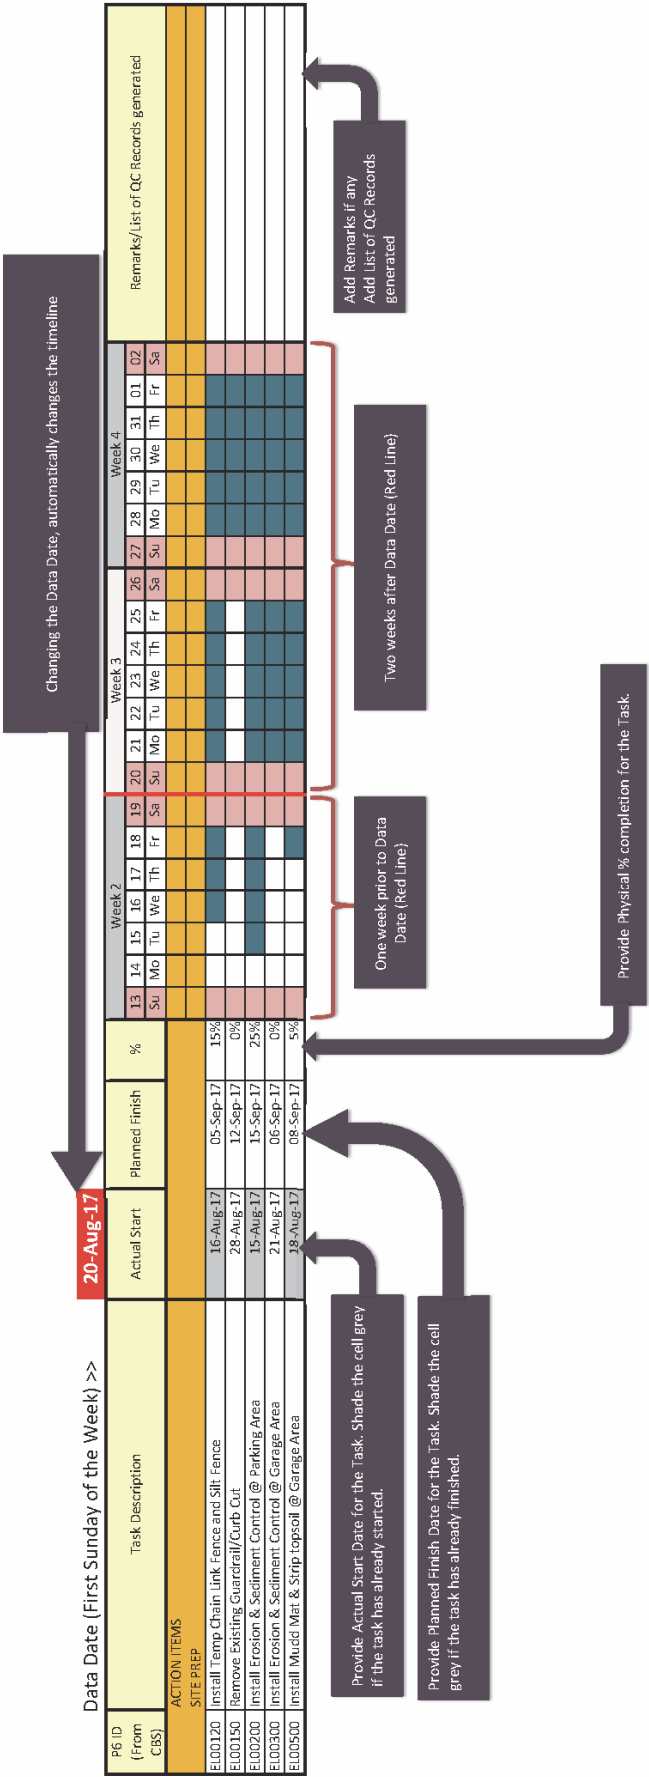 Changing the Data Date, automatically changes the timeline
Data Date (First Sunday of the Week) >> 20-Aug-17
P6 ID
(From
CBS)
Task Description
Actual Start
Planned Finish
%
Week 2
Week 3
Week 4
Remarks/List of QC Records generated
13 14 15 16 17 18 19 20 21 22 23 24 25 26 27 28 29 30 31 01 02
Su Mo Tu We Th Fr Sa Su Mo Tu We Th Fr Sa Su Mo Tu We Th Fr Sa
ACTION ITEMS
SITE PREP
EL00120 Install Temp Chain Link Fence and Silt Fence 16-Aug-17 05-Sep-17 15%
EL00150 Remove Existing Guardrail/Curb Cut 28-Aug-17 12-Sep-17 0%
EL00200 Install Erosion & Sediment Control @ Parking Area 15-Aug-17 15-Sep-17 25%
EL00300 Install Erosion & Sediment Control @ Garage Area 21-Aug-17 06-Sep-17 0%
EL00500 Install Mudd Mat & Strip topsoil @ Garage Area 18-Aug-17 08-Sep-17 5%
Provide Actual Start Date for the Task. Shade the cell grey
if the task has already started.
Provide Planned Finish Date for the Task. Shade the cell
grey if the task has already finished.
One week prior to Data
Date (Red Line)
Two weeks after Data Date (Red Line)
Add Remarks if any
Add List of QC Records
generated
Provide Physical % completion for the Task.